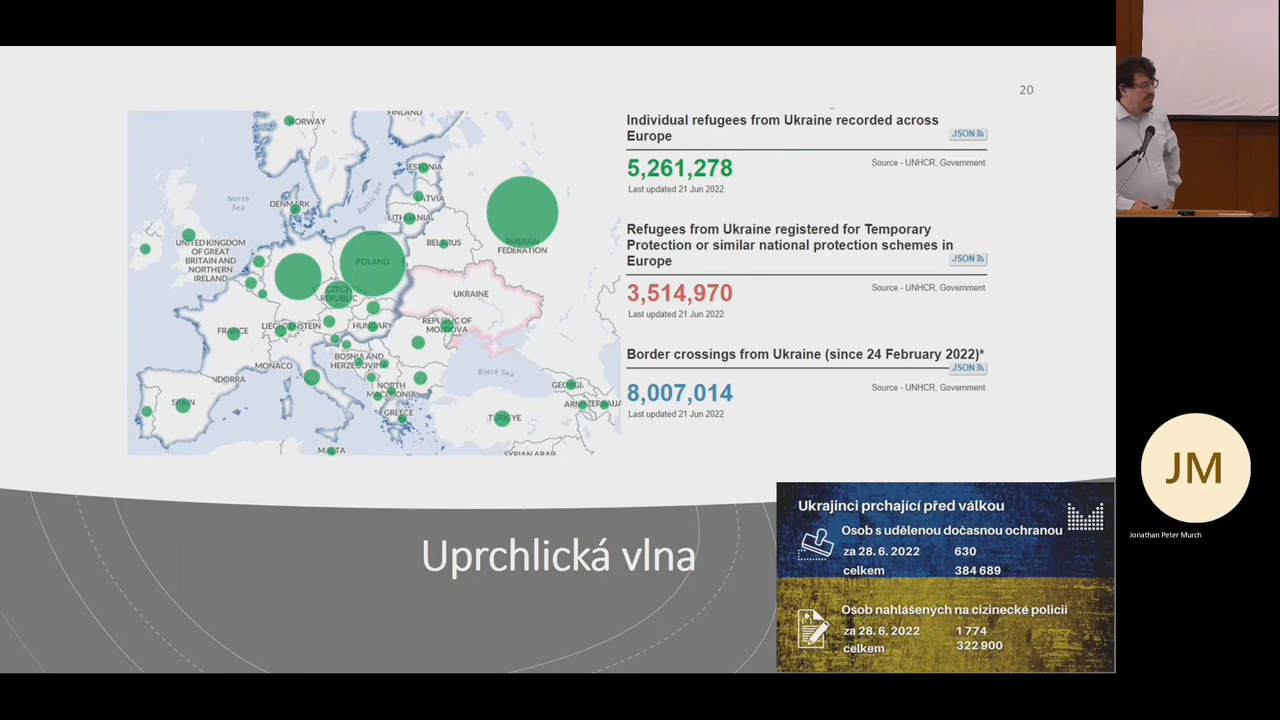 20
FINLAND
NORWAY
ESTONIA
North
Sea
Baltic Sea
LATVIA
DENMARK
LITHUANIA
UNITED KINGDOM
OF GREAT
BRITAIN AND
NORTHERN
IRELAND
BELARUS
RUSSIAN
FEDERATION
POLAND
CZECH
REPUBLIC
UKRAINE
FRANCE
LIECHTENSTEIN
HUNGARY
REPUBLIC OF
MOLDOVA
MONACO
BOSNIA AND
HERZEGOVINA
Black Sea
NDORRA
NORTH
MACEDONIA
SPAIN
GREECE
TÜRKIYE
MALTA
SYRIAN ARAB
Individual refugees from Ukraine recorded across
Europe
JSON
5,261,278
Source - UNHCR, Government
Last updated 21 Jun 2022
Refugees from Ukraine registered for Temporary
Protection or similar national protection schemes in
Europe
JSON
3,514,970
Source - UNHCR, Government
Last updated 21 Jun 2022
Border crossings from Ukraine (since 24 February 2022)*
JSON
8,007,014
Source - UNHCR, Government
Last updated 21 Jun 2022
Uprchlická vlna
Ukrajinci prchající před válkou
Osob s udělenou dočasnou ochranou
za 28. 6. 2022 630
celkem 384 689
Osob nahlášených na cizinecké policii
za 28. 6. 2022 1 774
celkem 322 900
JM
Jonathan Peter Murch